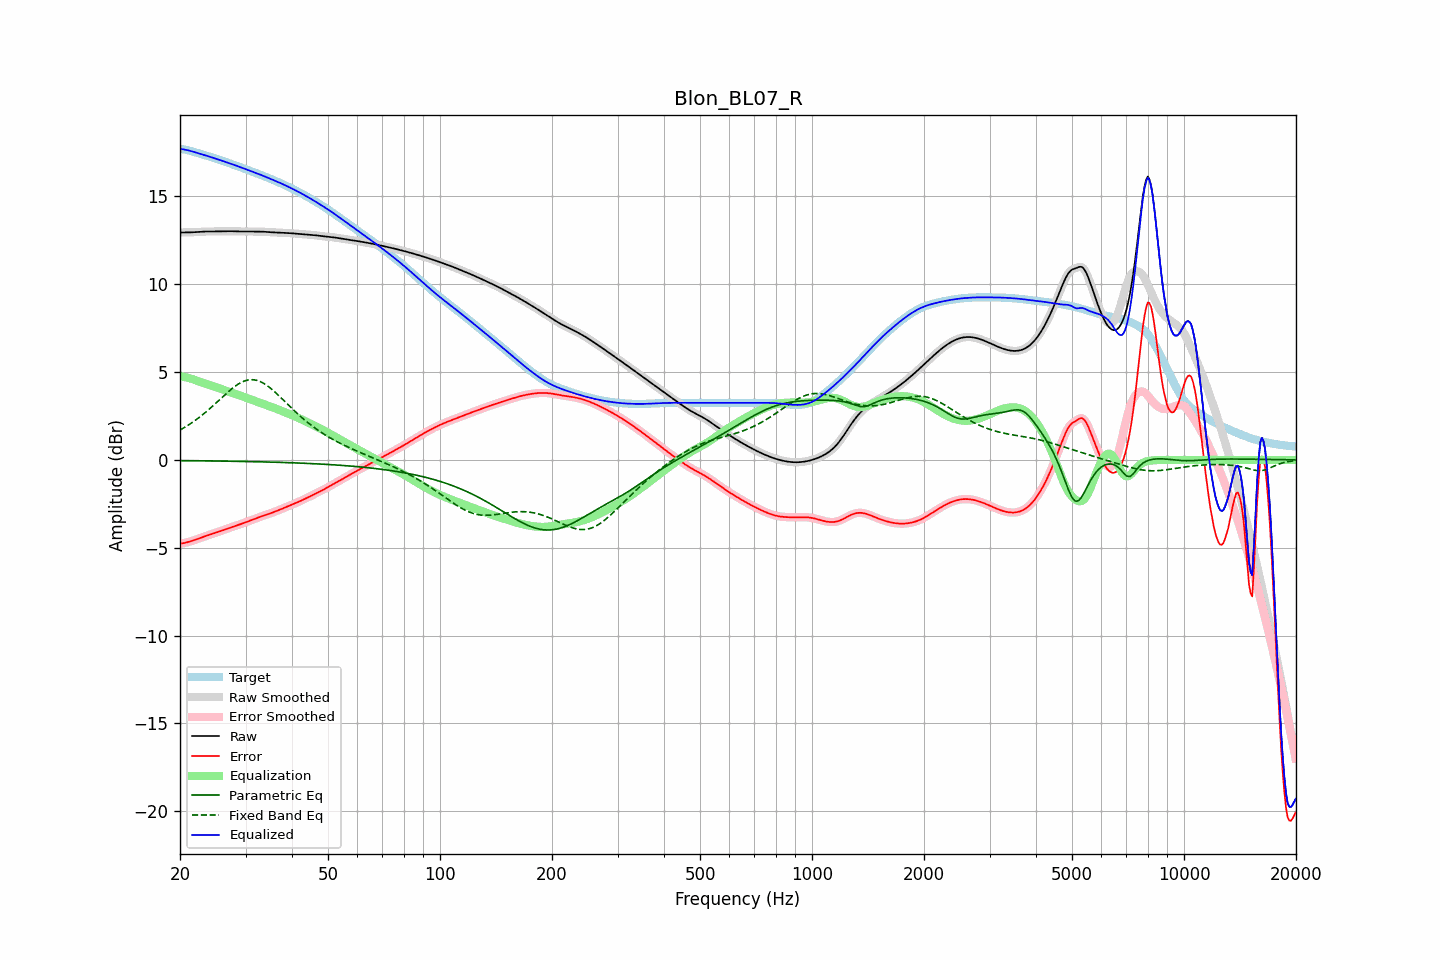 Blon_BL07_R
Amplitude (dBr)
15
10
5
0
−5
−10
−15
−20
Target
Raw Smoothed
Error Smoothed
Raw
Error
Equalization
Parametric Eq
Fixed Band Eq
Equalized
20 50 100 200 500 1000 2000 5000 10000 20000
Frequency (Hz)